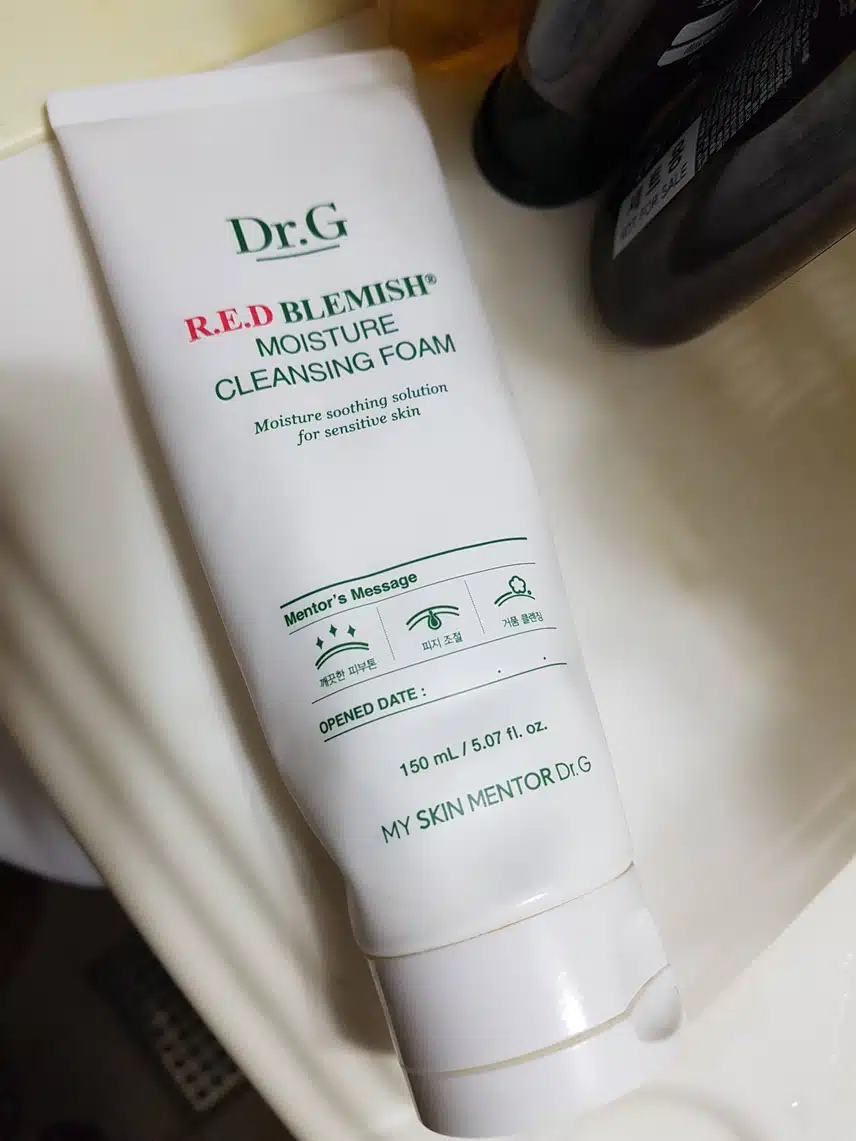 Dr.G
R.E.D BLEMISH®
MOISTURE
CLEANSING FOAM
Moisture soothing solution
for sensitive skin
Mentor's Message
깨끗한 피부톤
피지 조절
거품 클렌징
OPENED DATE : . .
150 mL / 5.07 fl. oz.
MY SKIN MENTOR Dr.G
NOT FOR SALE